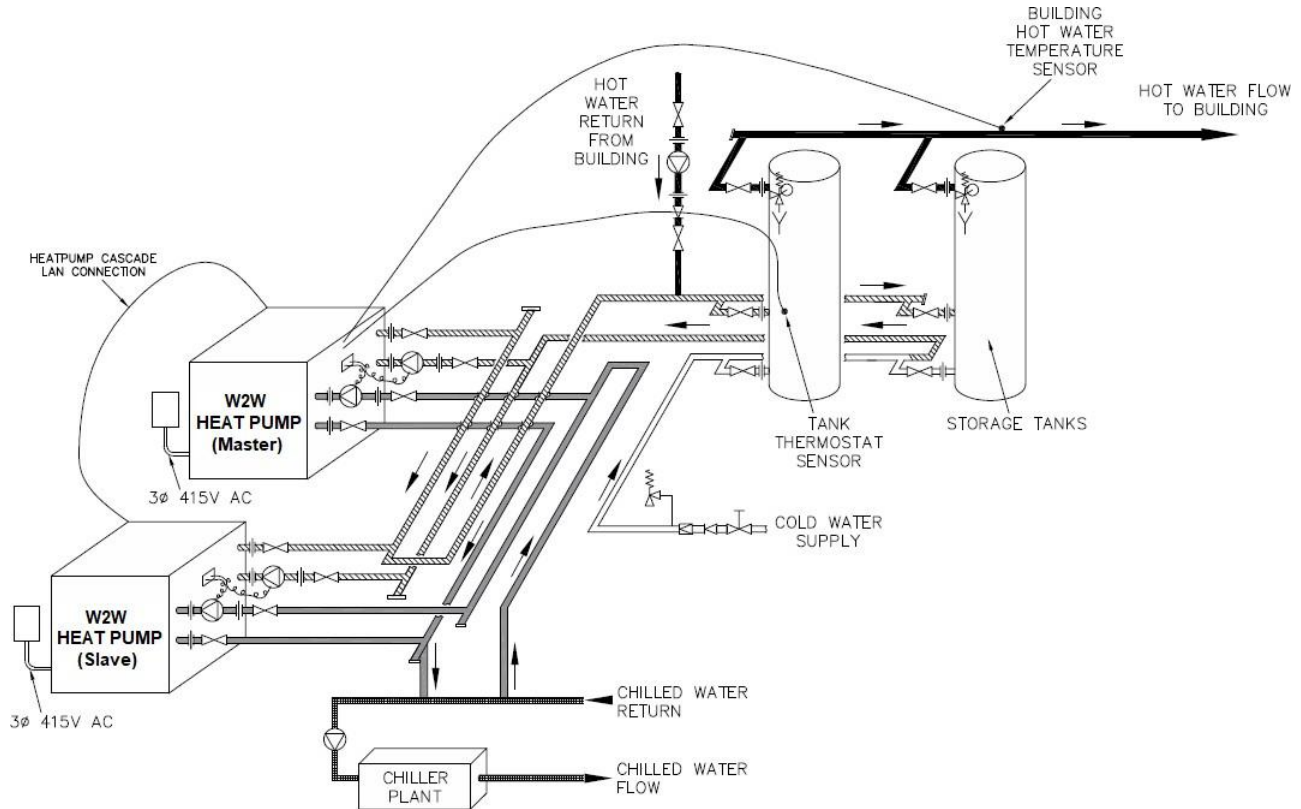 BUILDING
HOT WATER
TEMPERATURE
SENSOR
HOT
WATER
RETURN
FROM
BUILDING
HOT WATER FLOW
TO BUILDING
HEATPUMP CASCADE
LAN CONNECTION
W2W
HEAT PUMP
(Master)
3ø 415V AC
TANK
THERMOSTAT
SENSOR
STORAGE TANKS
COLD WATER
SUPPLY
W2W
HEAT PUMP
(Slave)
3ø 415V AC
CHILLED WATER
RETURN
CHILLER
PLANT
CHILLED WATER
FLOW